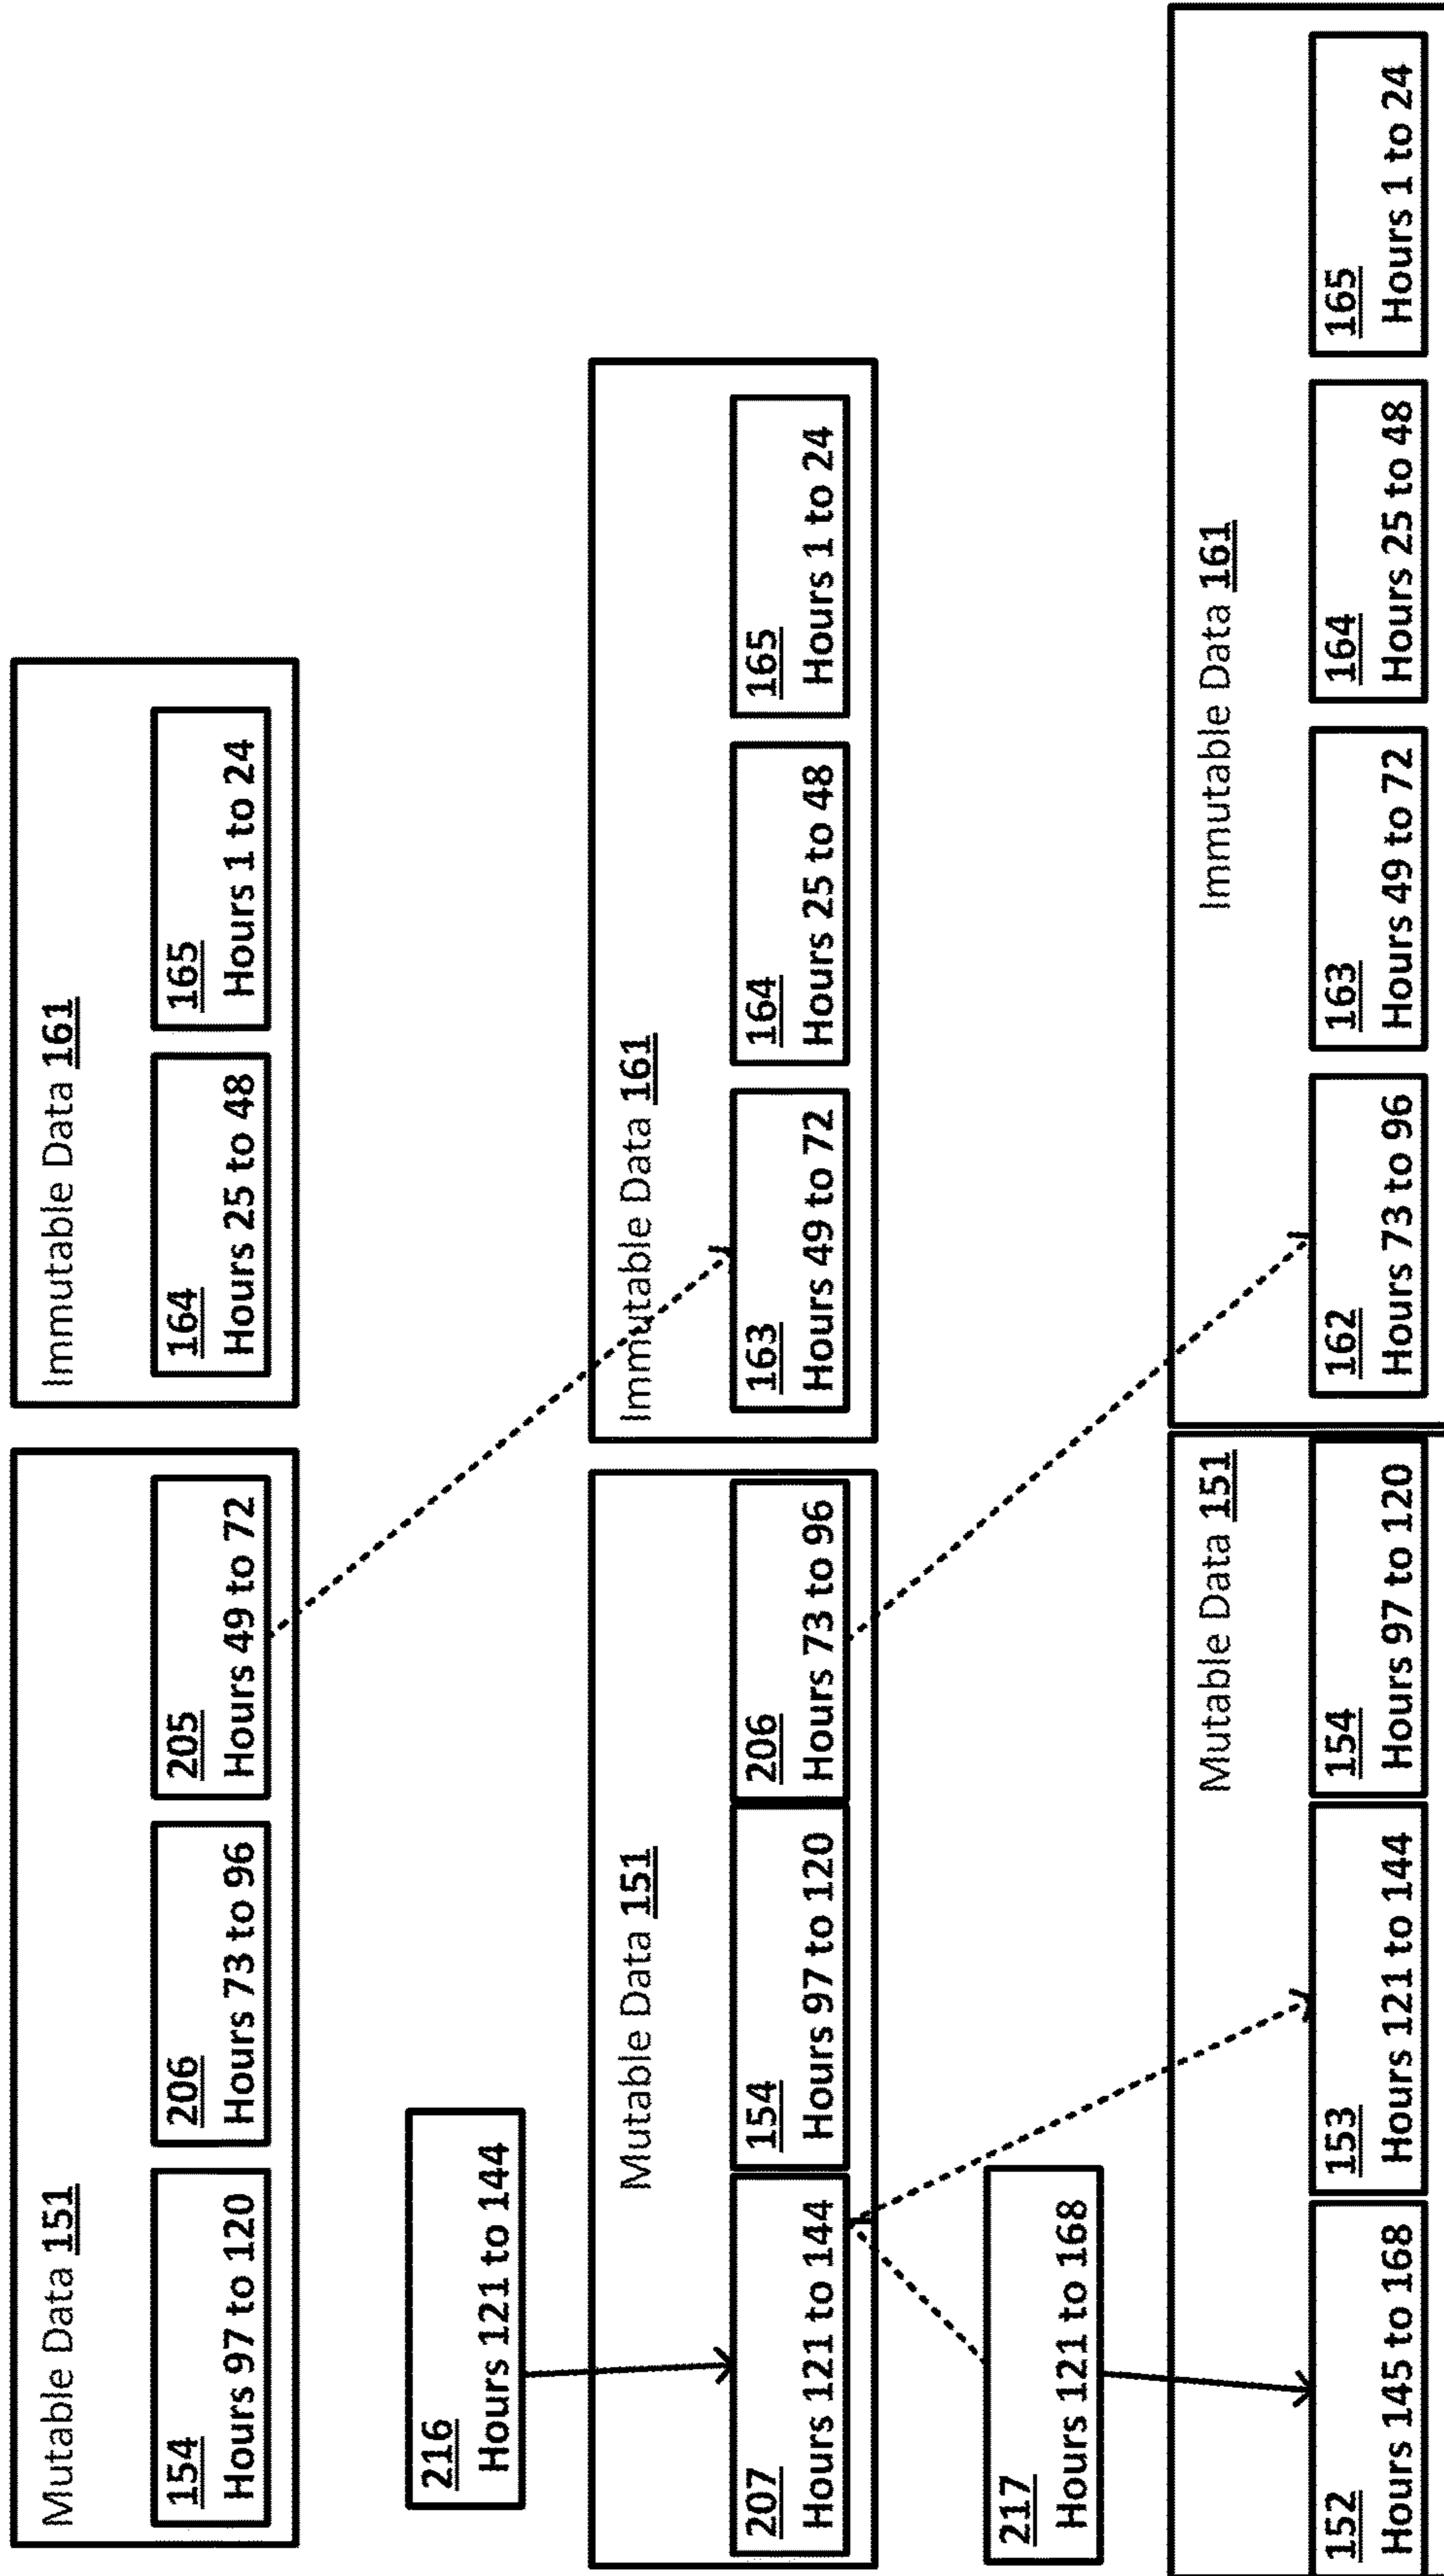 Mutable Data 151
154
Hours 97 to 120
206
Hours 73 to 96
205
Hours 49 to 72
Immutable Data 161
164
Hours 25 to 48
165
Hours 1 to 24
216
Hours 121 to 144
Mutable Data 151
207
Hours 121 to 144
154
Hours 97 to 120
206
Hours 73 to 96
Immutable Data 161
163
Hours 49 to 72
164
Hours 25 to 48
165
Hours 1 to 24
217
Hours 121 to 168
Mutable Data 151
152
Hours 145 to 168
153
Hours 121 to 144
154
Hours 97 to 120
Immutable Data 161
162
Hours 73 to 96
163
Hours 49 to 72
164
Hours 25 to 48
165
Hours 1 to 24